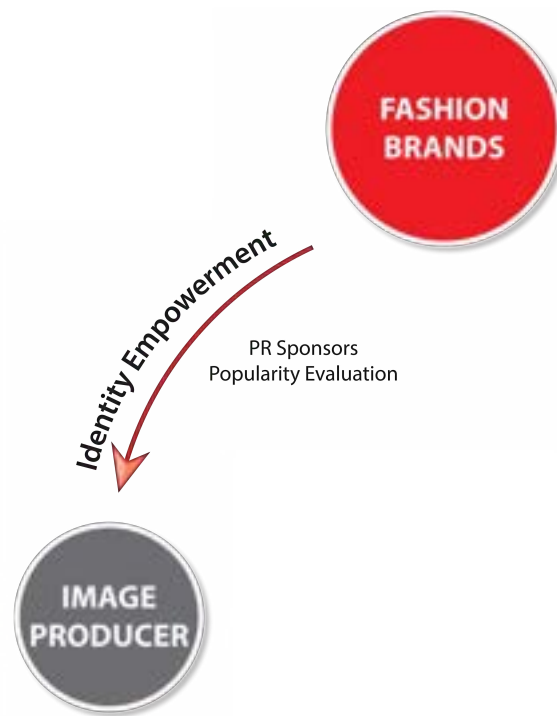 FASHION
BRANDS
Identity Empowerment
PR Sponsors
Popularity Evaluation
IMAGE
PRODUCER